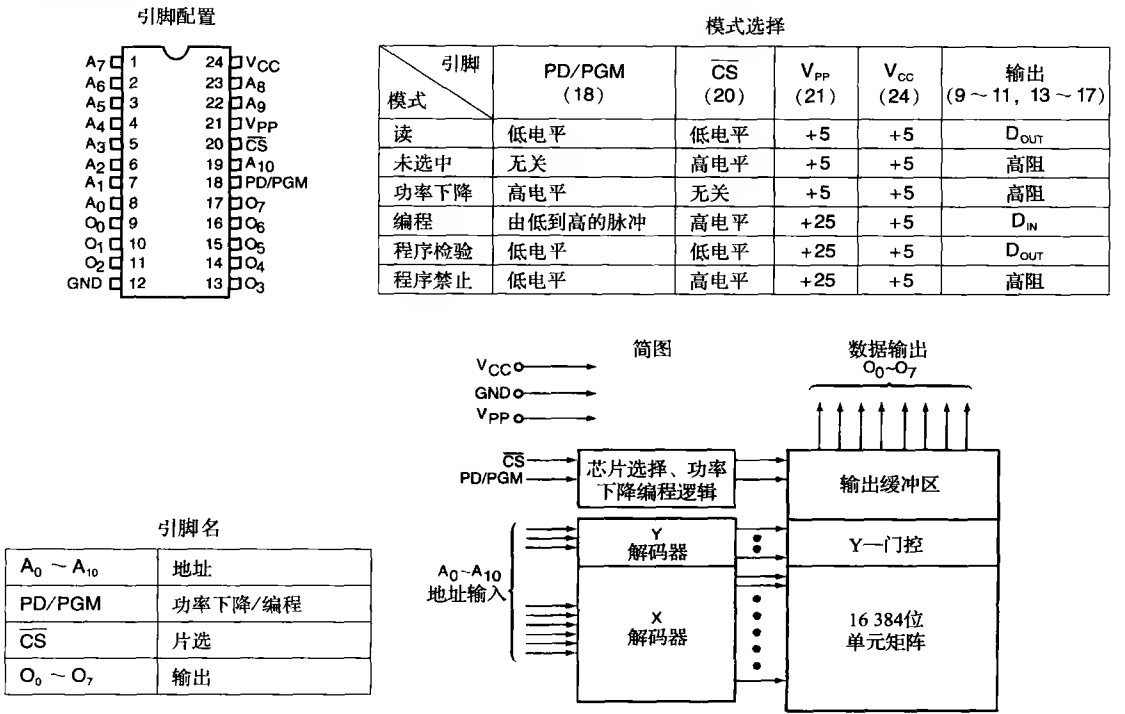 引脚配置
A7 1 24 VCC
A6 2 23 A8
A5 3 22 A9
A4 4 21 VPP
A3 5 20 CS
A2 6 19 A10
A1 7 18 PD/PGM
A0 8 17 O7
O0 9 16 O6
O1 10 15 O5
O2 11 14 O4
GND 12 13 O3
模式选择
引脚 模式 PD/PGM (18) CS (20) VPP (21) VCC (24) 输出 (9～11, 13～17)
读 低电平 低电平 +5 +5 DOUT
未选中 无关 高电平 +5 +5 高阻
功率下降 高电平 无关 +5 +5 高阻
编程 由低到高的脉冲 高电平 +25 +5 DIN
程序检验 低电平 低电平 +25 +5 DOUT
程序禁止 低电平 高电平 +25 +5 高阻
引脚名
A0 ～ A10 地址
PD/PGM 功率下降/编程
CS 片选
O0 ～ O7 输出
简图
VCC
GND
VPP
CS
PD/PGM
芯片选择、功率
下降编程逻辑
A0~A10
地址输入
Y
解码器
X
解码器
数据输出
O0~O7
输出缓冲区
Y—门控
16 384位
单元矩阵